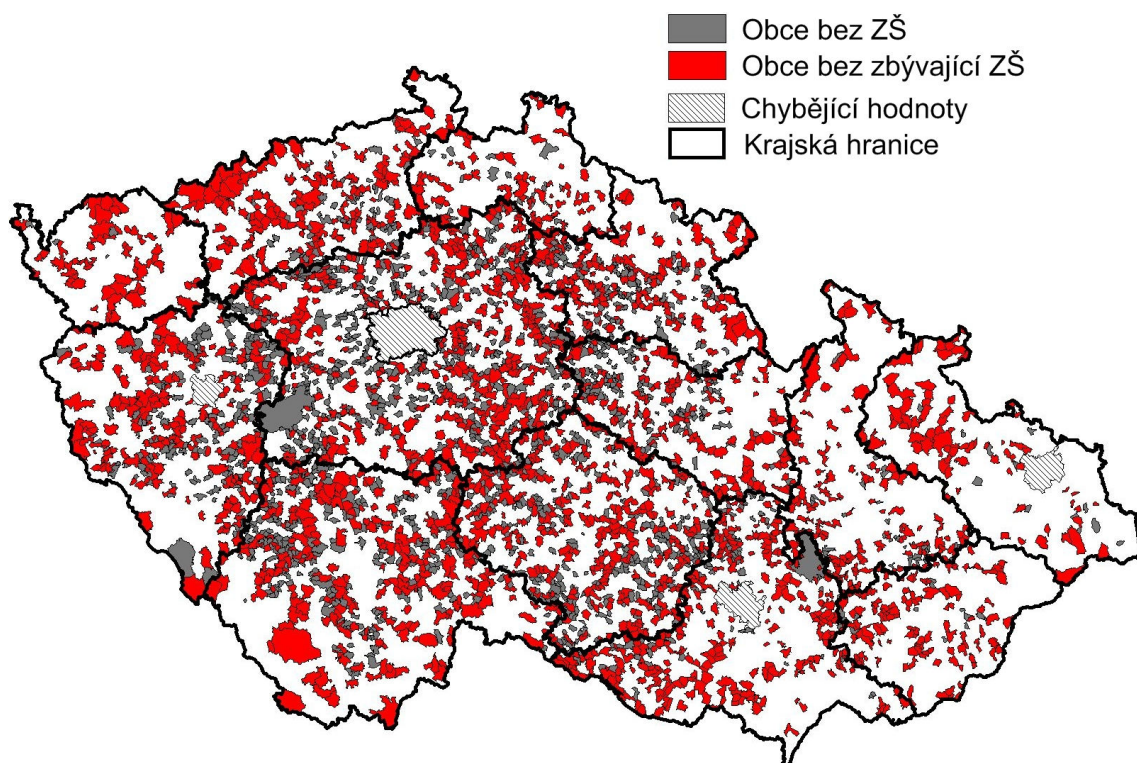 Obce bez ZŠ
Obce bez zbývající ZŠ
Chybějící hodnoty
Krajská hranice